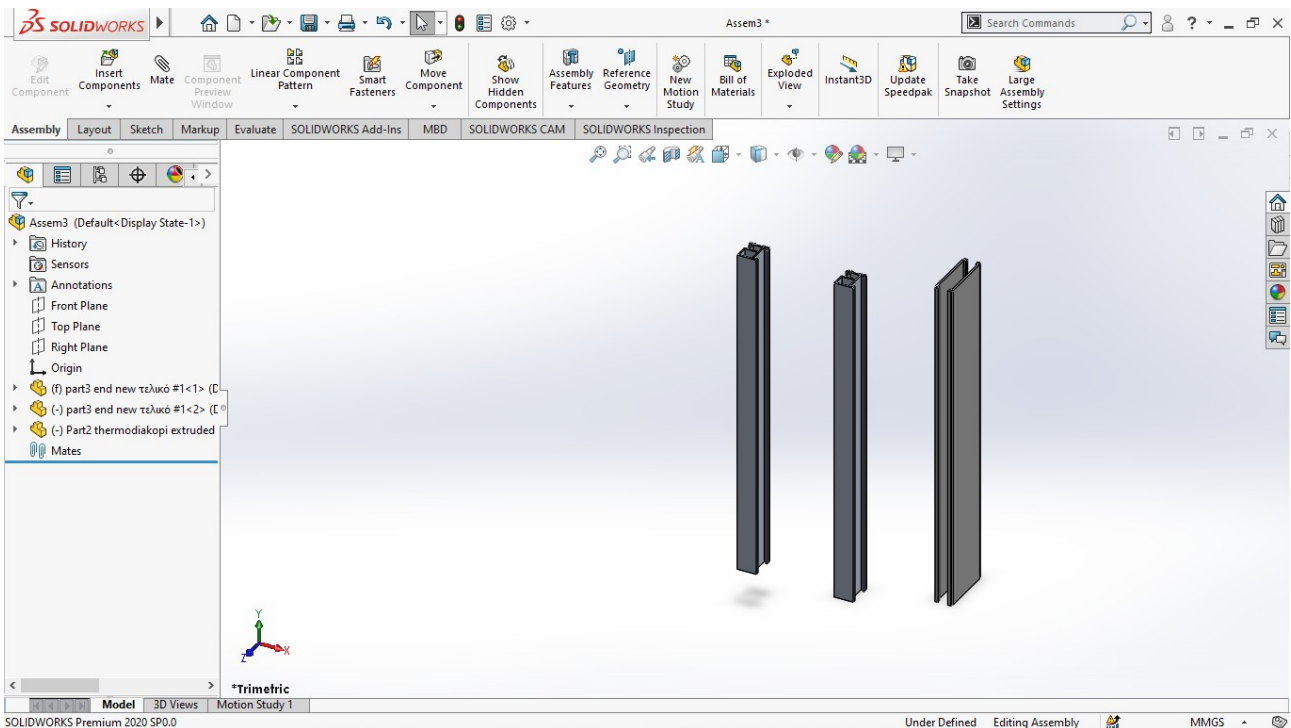 SOLIDWORKS
Assem3 *
Search Commands
?
Edit Component
Insert Components
Mate
Component Preview Window
Linear Component Pattern
Smart Fasteners
Move Component
Show Hidden Components
Assembly Features
Reference Geometry
New Motion Study
Bill of Materials
Exploded View
Instant3D
Update Speedpak
Take Snapshot
Large Assembly Settings
Assembly Layout Sketch Markup Evaluate SOLIDWORKS Add-Ins MBD SOLIDWORKS CAM SOLIDWORKS Inspection
Assem3 (Default<Display State-1>)
History
Sensors
Annotations
Front Plane
Top Plane
Right Plane
Origin
(f) part3 end new τελικό #1<1> (D
(-) part3 end new τελικό #1<2> (D
(-) Part2 thermodiakopi extruded
Mates
Y
X
Z
*Trimetric
Model 3D Views Motion Study 1
SOLIDWORKS Premium 2020 SP0.0
Under Defined Editing Assembly MMGS